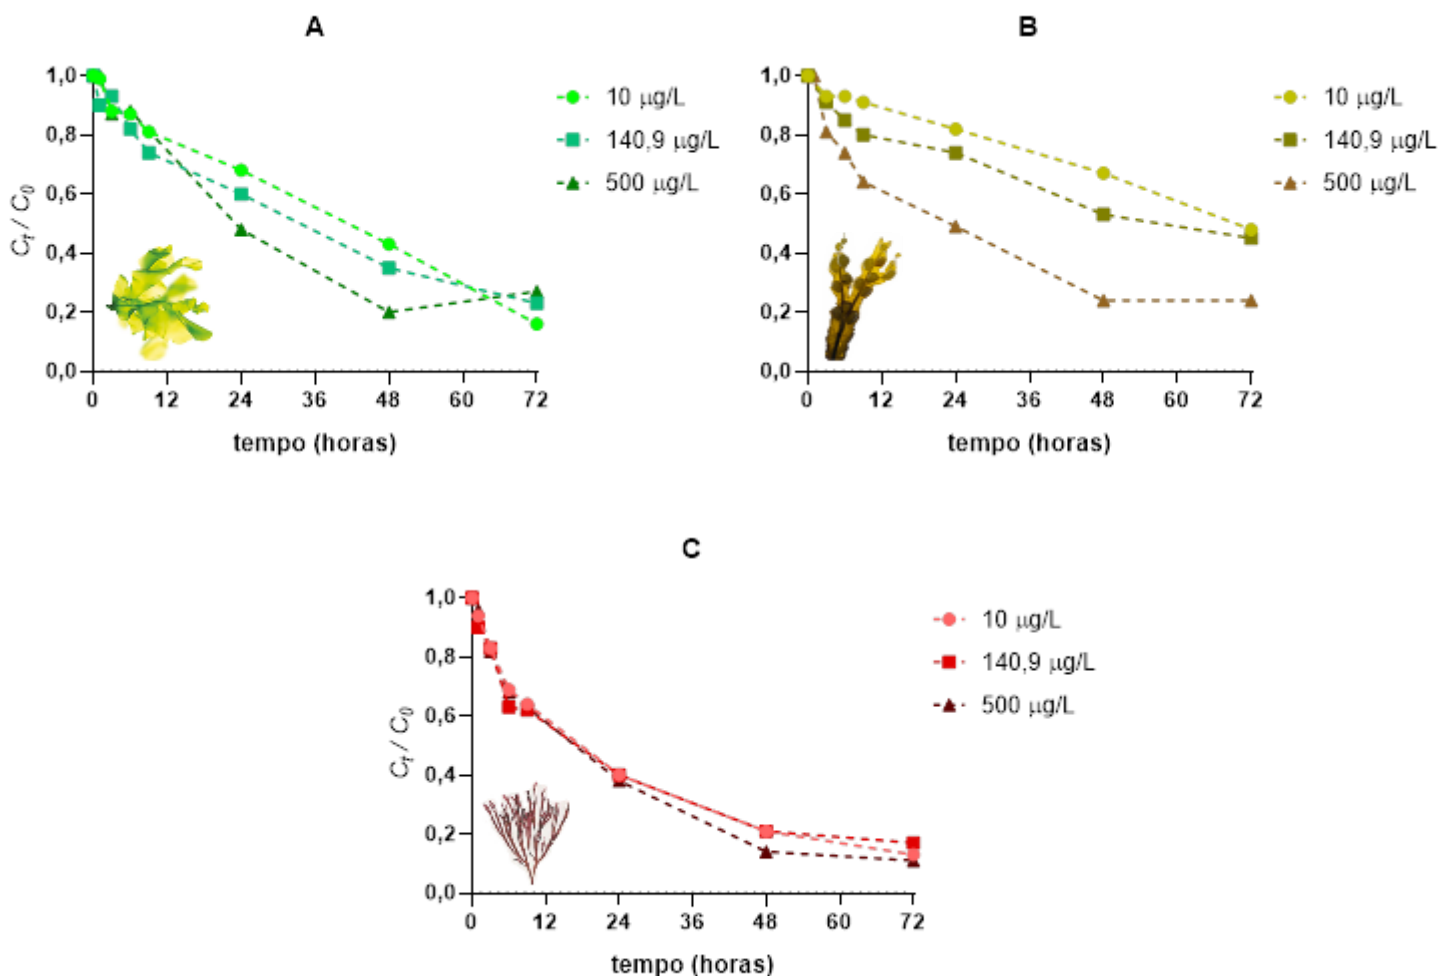 A
1,0
0,8
0,6
0,4
0,2
0,0
Ct / C0
0 12 24 36 48 60 72
tempo (horas)
10 µg/L
140,9 µg/L
500 µg/L
B
1,0
0,8
0,6
0,4
0,2
0,0
0 12 24 36 48 60 72
tempo (horas)
10 µg/L
140,9 µg/L
500 µg/L
C
1,0
0,8
0,6
0,4
0,2
0,0
Ct / C0
0 12 24 36 48 60 72
tempo (horas)
10 µg/L
140,9 µg/L
500 µg/L